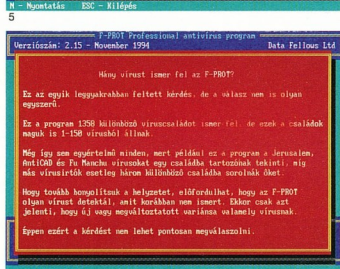 N - Nyomtatás    ESC - Kilépés
5
F-PROT Professional antivirus program
Verziószám: 2.15 - November 1994    Data Fellows Ltd
Hány vírust ismer fel az F-PROT?
Ez az egyik leggyakrabban feltett kérdés, de a válasz nem is olyan
egyszerű.
Ez a program 1358 különböző víruscsaládot ismer fel, de ezek a családok
maguk is 1-150 vírusból állnak.
Még így sem egyértelmű minden, mert például ez a program a Jerusalem,
AntiCAD és Fu Manchu vírusokat egy családba tartozónak tekinti, míg
más vírusirtók esetleg három különböző családba sorolnák őket.
Hogy tovább bonyolítsuk a helyzetet, előfordulhat, hogy az F-PROT
olyan vírust detektál, amit korábban nem ismert. Ekkor csak azt
jelenti, hogy új vagy megváltoztatott variánsa valamely vírusnak.
Éppen ezért a kérdést nem lehet pontosan megválaszolni.